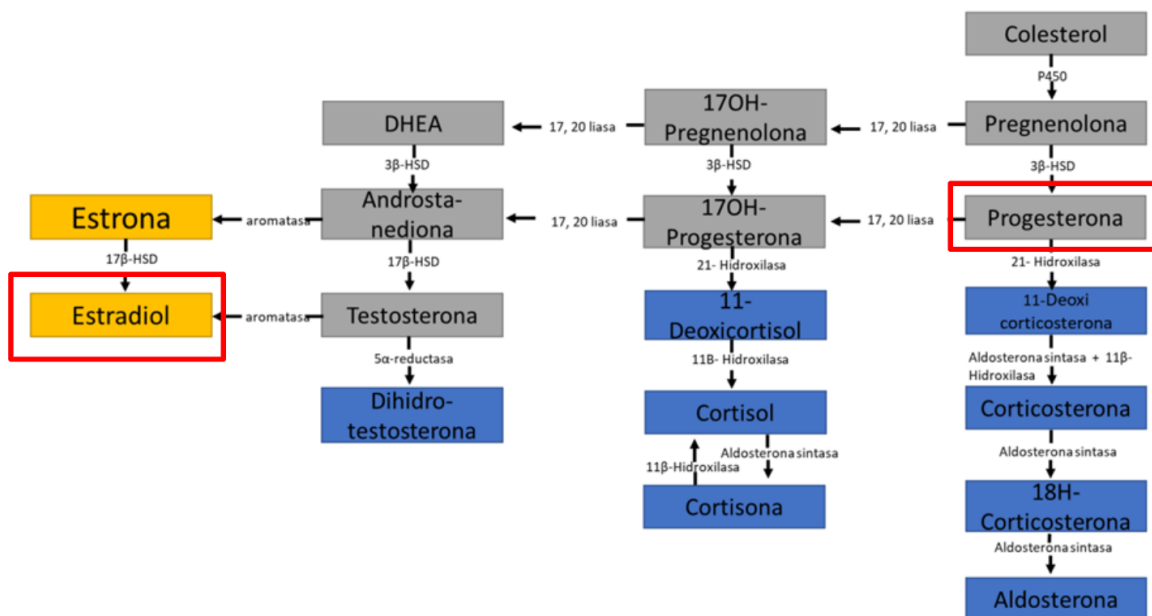 Colesterol
P450
DHEA
17, 20 liasa
17OH-
Pregnenolona
17, 20 liasa
Pregnenolona
3β-HSD
3β-HSD
3β-HSD
Estrona
aromatasa
Androsta-
nediona
17, 20 liasa
17OH-
Progesterona
17, 20 liasa
Progesterona
17β-HSD
17β-HSD
21- Hidroxilasa
21- Hidroxilasa
Estradiol
aromatasa
Testosterona
11-
Deoxicortisol
11-Deoxi
corticosterona
5α-reductasa
11B- Hidroxilasa
Aldosterona sintasa + 11β-
Hidroxilasa
Dihidro-
testosterona
Cortisol
Corticosterona
11β-Hidroxilasa
Aldosterona sintasa
Aldosterona sintasa
Cortisona
18H-
Corticosterona
Aldosterona sintasa
Aldosterona